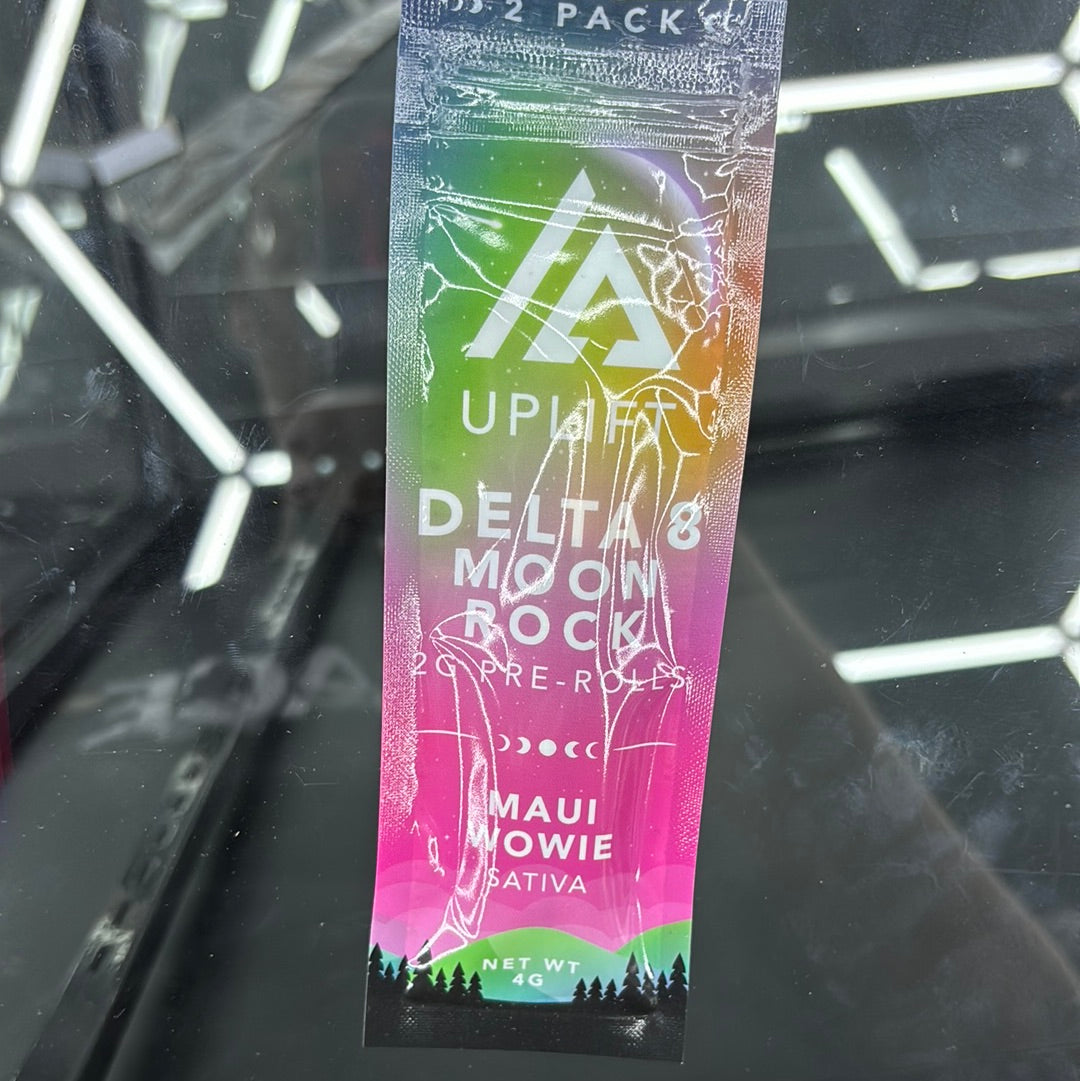 2 PACK
UPLIFT
DELTA 8
MOON
ROCK
2G PRE-ROLLS
MAUI
WOWIE
SATIVA
NET WT
4G